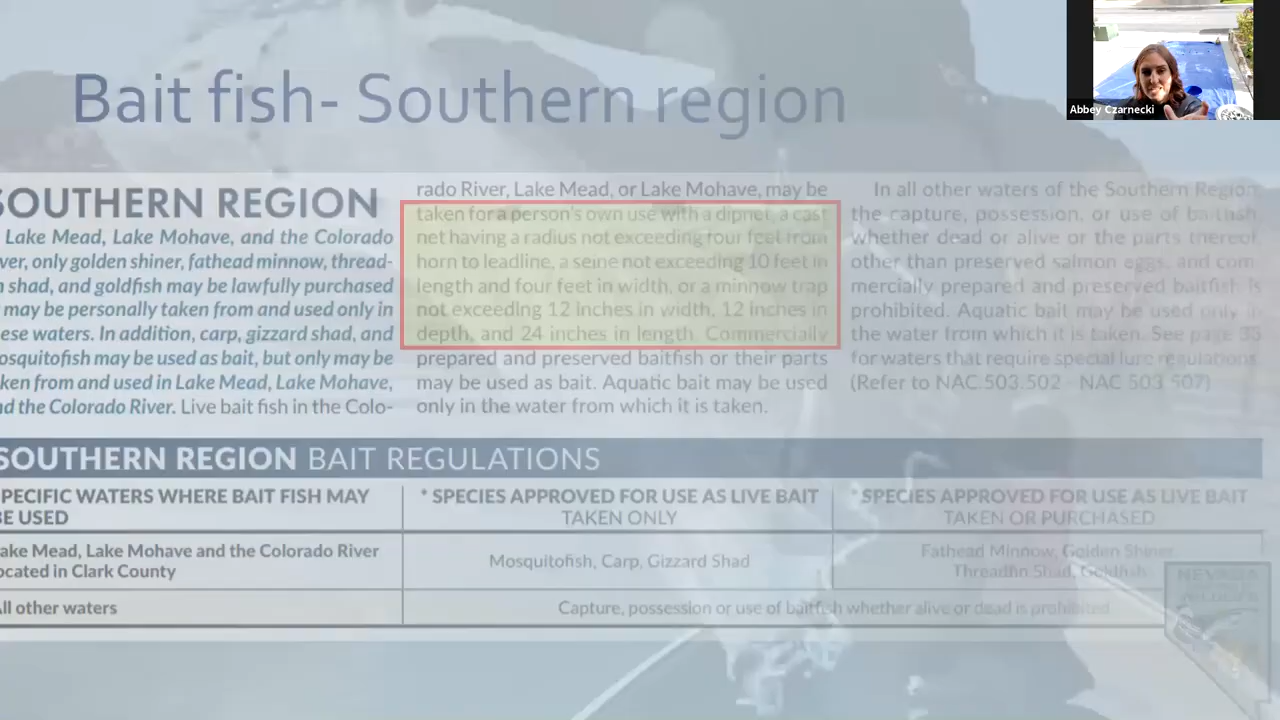 Abbey Czarnecki
Bait fish- Southern region
SOUTHERN REGION
Lake Mead, Lake Mohave, and the Colorado
ver, only golden shiner, fathead minnow, thread-
n shad, and goldfish may be lawfully purchased
may be personally taken from and used only in
ese waters. In addition, carp, gizzard shad, and
osquitofish may be used as bait, but only may be
ken from and used in Lake Mead, Lake Mohave,
nd the Colorado River. Live bait fish in the Colo-
rado River, Lake Mead, or Lake Mohave, may be
taken for a person's own use with a dipnet, a cast
net having a radius not exceeding four feet from
horn to leadline, a seine not exceeding 10 feet in
length and four feet in width, or a minnow trap
not exceeding 12 inches in width, 12 inches in
depth, and 24 inches in length. Commercially
prepared and preserved baitfish or their parts
may be used as bait. Aquatic bait may be used
only in the water from which it is taken.
In all other waters of the Southern Region,
the capture, possession, or use of baitfish,
whether dead or alive or the parts thereof,
other than preserved salmon eggs, and com-
mercially prepared and preserved baitfish is
prohibited. Aquatic bait may be used only in
the water from which it is taken. See page 33
for waters that require special lure regulations.
(Refer to NAC.503.502 - NAC 503 507)
SOUTHERN REGION BAIT REGULATIONS
PECIFIC WATERS WHERE BAIT FISH MAY
BE USED
* SPECIES APPROVED FOR USE AS LIVE BAIT
TAKEN ONLY
* SPECIES APPROVED FOR USE AS LIVE BAIT
TAKEN OR PURCHASED
ake Mead, Lake Mohave and the Colorado River
ocated in Clark County
Mosquitofish, Carp, Gizzard Shad
Fathead Minnow, Golden Shiner,
Threadfin Shad, Goldfish
All other waters
Capture, possession or use of baitfish whether alive or dead is prohibited
NEVADA